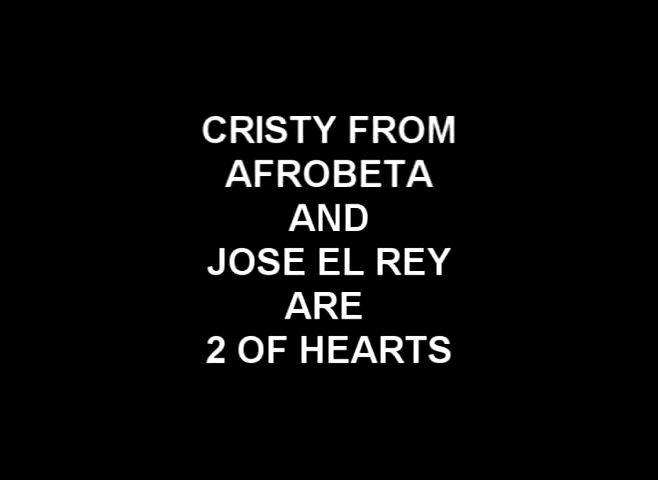 CRISTY FROM
AFROBETA
AND
JOSE EL REY
ARE
2 OF HEARTS